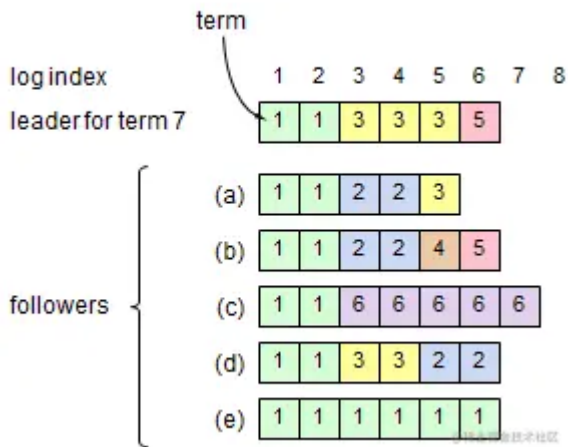 term
log index 1 2 3 4 5 6 7 8
leader for term 7 1 1 3 3 3 5
(a) 1 1 2 2 3
(b) 1 1 2 2 4 5
followers (c) 1 1 6 6 6 6 6
(d) 1 1 3 3 2 2
(e) 1 1 1 1 1 1